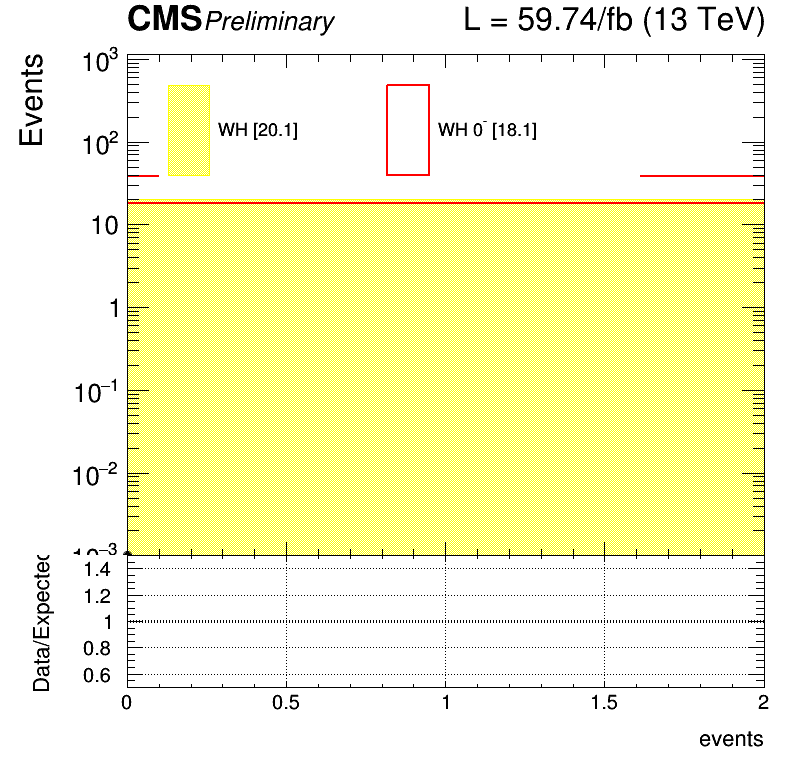 CMS Preliminary L = 59.74/fb (13 TeV)
Events
10³
10²
10
1
10⁻¹
10⁻²
WH [20.1]
WH 0⁻ [18.1]
Data/Expected
1.4
1.2
1
0.8
0.6
0 0.5 1 1.5 2
events